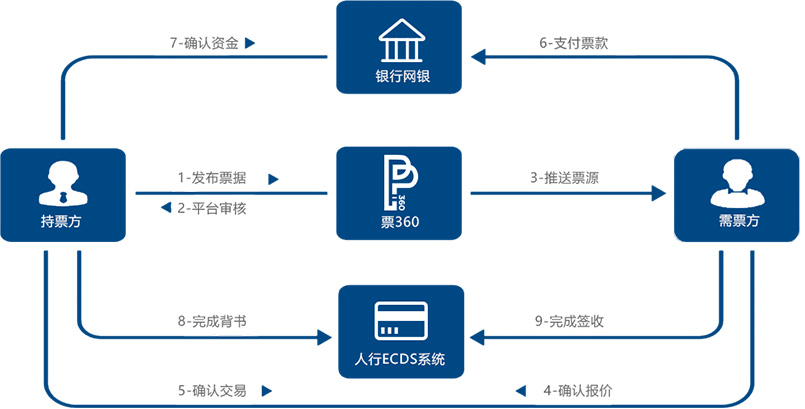 7-确认资金
6-支付票款
银行网银
1-发布票据
3-推送票源
2-平台审核
360
持票方
票360
需票方
8-完成背书
9-完成签收
人行ECDS系统
5-确认交易
4-确认报价